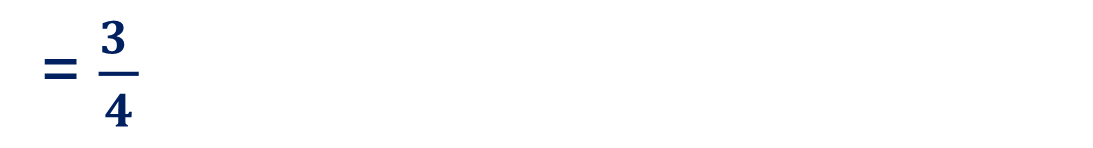 = 3/4